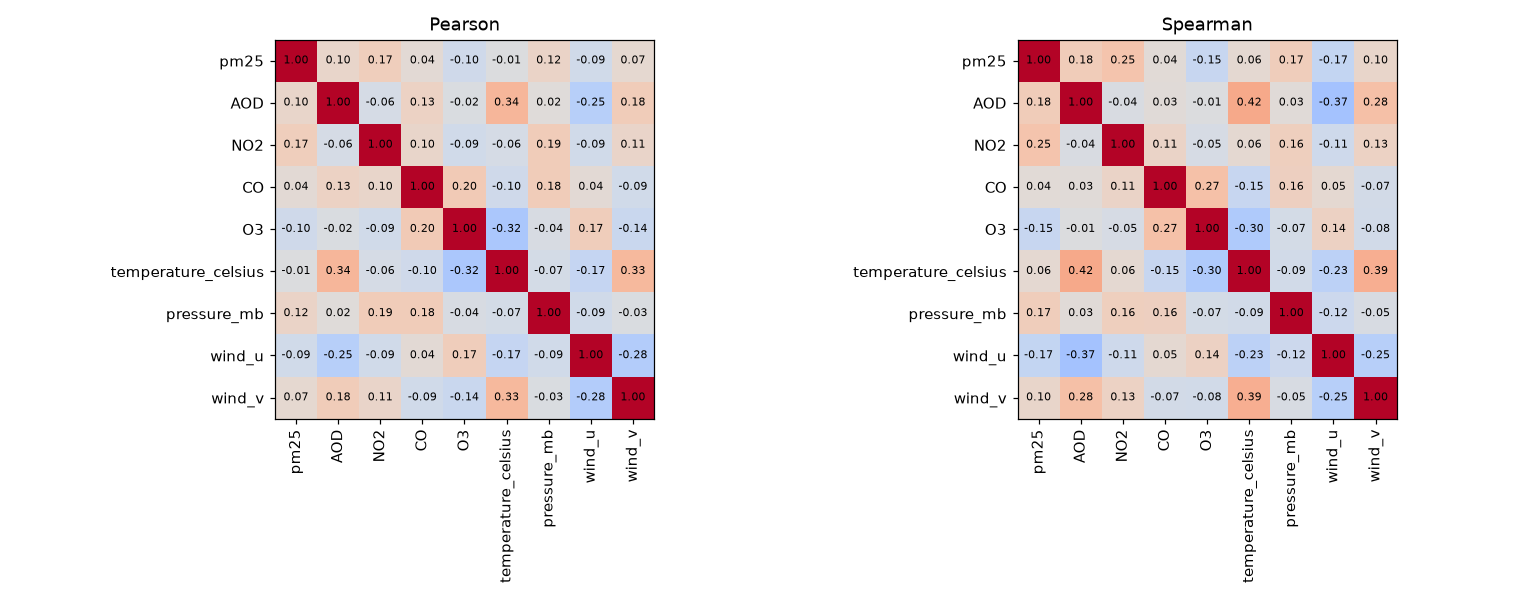 Pearson
pm25 1.00 0.10 0.17 0.04 -0.10 -0.01 0.12 -0.09 0.07
AOD 0.10 1.00 -0.06 0.13 -0.02 0.34 0.02 -0.25 0.18
NO2 0.17 -0.06 1.00 0.10 -0.09 -0.06 0.19 -0.09 0.11
CO 0.04 0.13 0.10 1.00 0.20 -0.10 0.18 0.04 -0.09
O3 -0.10 -0.02 -0.09 0.20 1.00 -0.32 -0.04 0.17 -0.14
temperature_celsius -0.01 0.34 -0.06 -0.10 -0.32 1.00 -0.07 -0.17 0.33
pressure_mb 0.12 0.02 0.19 0.18 -0.04 -0.07 1.00 -0.09 -0.03
wind_u -0.09 -0.25 -0.09 0.04 0.17 -0.17 -0.09 1.00 -0.28
wind_v 0.07 0.18 0.11 -0.09 -0.14 0.33 -0.03 -0.28 1.00
pm25 AOD NO2 CO O3 temperature_celsius pressure_mb wind_u wind_v
Spearman
pm25 1.00 0.18 0.25 0.04 -0.15 0.06 0.17 -0.17 0.10
AOD 0.18 1.00 -0.04 0.03 -0.01 0.42 0.03 -0.37 0.28
NO2 0.25 -0.04 1.00 0.11 -0.05 0.06 0.16 -0.11 0.13
CO 0.04 0.03 0.11 1.00 0.27 -0.15 0.16 0.05 -0.07
O3 -0.15 -0.01 -0.05 0.27 1.00 -0.30 -0.07 0.14 -0.08
temperature_celsius 0.06 0.42 0.06 -0.15 -0.30 1.00 -0.09 -0.23 0.39
pressure_mb 0.17 0.03 0.16 0.16 -0.07 -0.09 1.00 -0.12 -0.05
wind_u -0.17 -0.37 -0.11 0.05 0.14 -0.23 -0.12 1.00 -0.25
wind_v 0.10 0.28 0.13 -0.07 -0.08 0.39 -0.05 -0.25 1.00
pm25 AOD NO2 CO O3 temperature_celsius pressure_mb wind_u wind_v